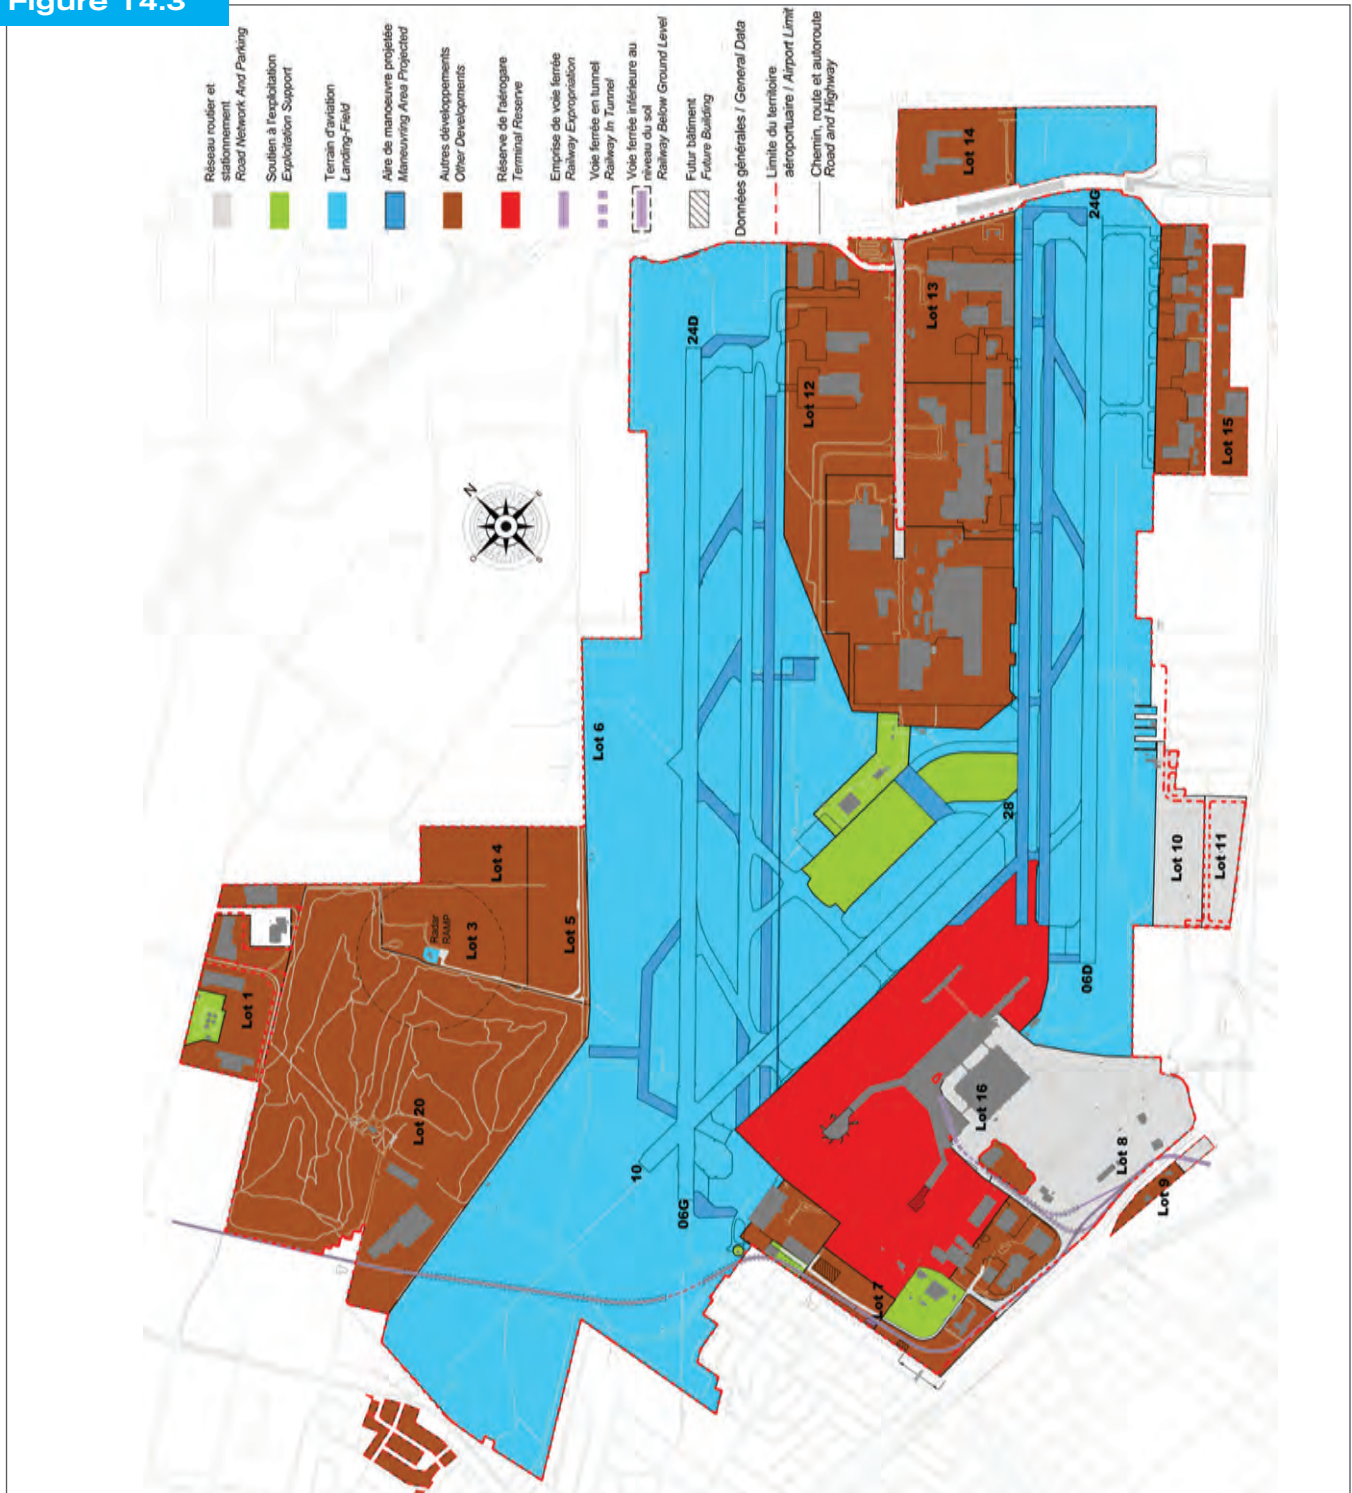 Figure 14.3
Réseau routier et
stationnement
Road Network And Parking
Soutien à l'exploitation
Exploitation Support
Terrain d'aviation
Landing-Field
Aire de manoeuvre projetée
Maneuvring Area Projected
Autres développements
Other Developments
Réserve de l'aérogare
Terminal Reserve
Emprise de voie ferrée
Railway Expropriation
Voie ferrée en tunnel
Railway In Tunnel
Voie ferrée inférieure au
niveau du sol
Railway Below Ground Level
Futur bâtiment
Future Building
Données générales / General Data
Limite du territoire
aéroportuaire / Airport Limit
Chemin, route et autoroute
Road and Highway
Lot 14
24G
Lot 13
24D
Lot 12
Lot 15
N
Lot 6
28
Lot 10
Lot 11
Lot 4
Lot 5
Lot 3
Radar
RAMP
Lot 1
Lot 20
06D
Lot 16
Lot 8
Lot 9
10
06G
Lot 7